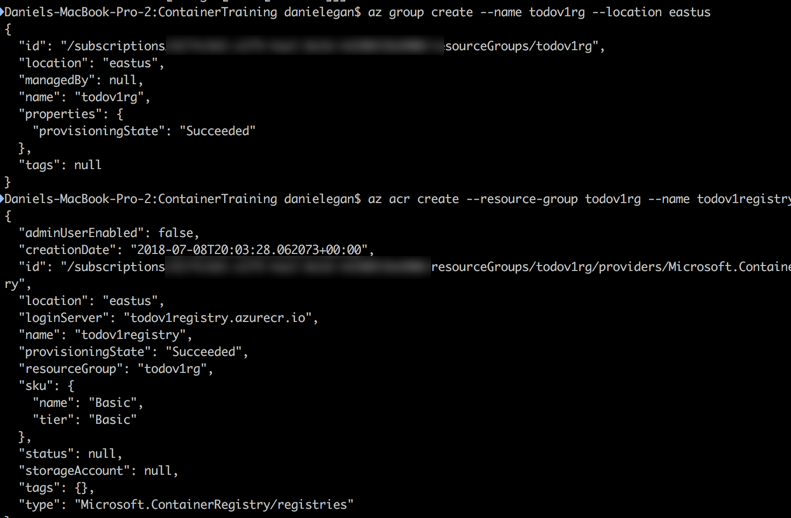 Daniels-MacBook-Pro-2:ContainerTraining danielegan$ az group create --name todov1rg --location eastus
{
  "id": "/subscriptions esourceGroups/todov1rg",
  "location": "eastus",
  "managedBy": null,
  "name": "todov1rg",
  "properties": {
    "provisioningState": "Succeeded"
  },
  "tags": null
}
Daniels-MacBook-Pro-2:ContainerTraining danielegan$ az acr create --resource-group todov1rg --name todov1registry
{
  "adminUserEnabled": false,
  "creationDate": "2018-07-08T20:03:28.062073+00:00",
  "id": "/subscriptions resourceGroups/todov1rg/providers/Microsoft.Containe
ry",
  "location": "eastus",
  "loginServer": "todov1registry.azurecr.io",
  "name": "todov1registry",
  "provisioningState": "Succeeded",
  "resourceGroup": "todov1rg",
  "sku": {
    "name": "Basic",
    "tier": "Basic"
  },
  "status": null,
  "storageAccount": null,
  "tags": {},
  "type": "Microsoft.ContainerRegistry/registries"